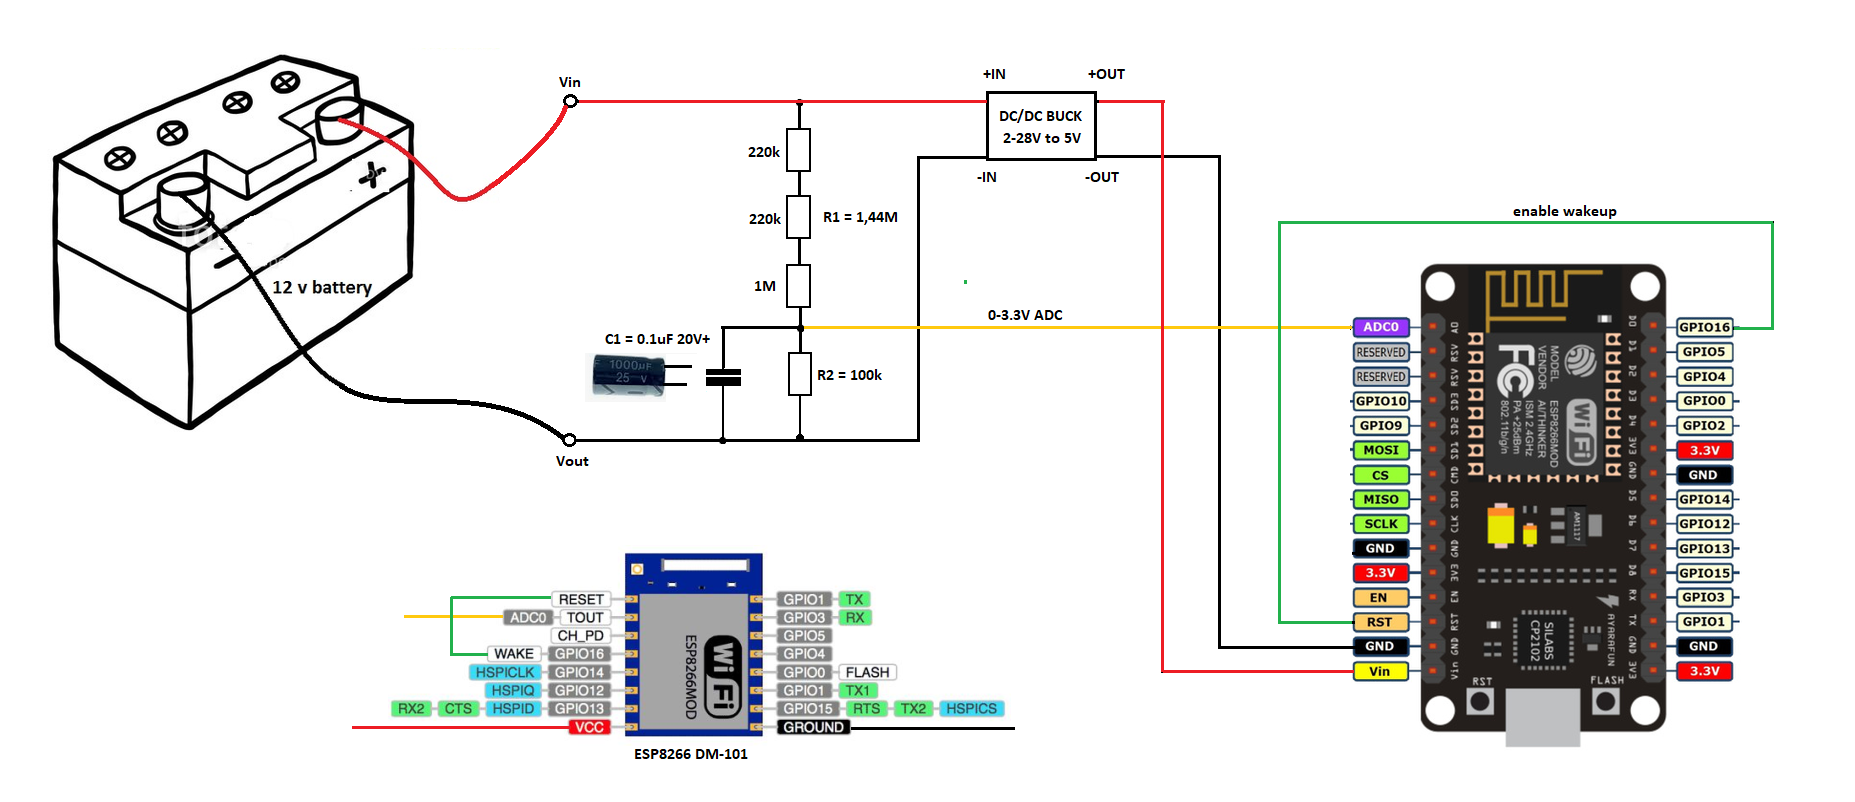 Vin
+IN
+OUT
DC/DC BUCK
2-28V to 5V
-IN
-OUT
220k
220k
R1 = 1,44M
1M
+
-
12 v battery
C1 = 0.1uF 20V+
1000µF
25 V
R2 = 100k
0-3.3V ADC
Vout
enable wakeup
ADC0
RESERVED
RESERVED
GPIO10
GPIO9
MOSI
CS
MISO
SCLK
GND
3.3V
EN
RST
GND
Vin
A0
RSV
RSV
SD3
SD2
SD1
CMD
SD0
CLK
GND
3V3
EN
RST
GND
Vin
MODEL
VENDOR
ESP8266MOD
AI/THINKER
ISM 2.4GHz
PA +25dBm
802.11b/g/n
FC
WiFi
AM1117
SILABS
CP2102
AYARAFUN
RST
FLASH
D0
D1
D2
D3
D4
3V3
GND
D5
D6
D7
D8
RX
TX
GND
3V3
GPIO16
GPIO5
GPIO4
GPIO0
GPIO2
3.3V
GND
GPIO14
GPIO12
GPIO13
GPIO15
GPIO3
GPIO1
GND
3.3V
RESET
ADC0 TOUT
CH_PD
WAKE GPIO16
HSPICLK GPIO14
HSPIQ GPIO12
RX2 CTS HSPID GPIO13
VCC
WiFi
ESP8266MOD
GPIO1 TX
GPIO3 RX
GPIO5
GPIO4
GPIO0 FLASH
GPIO1 TX1
GPIO15 RTS TX2 HSPICS
GROUND
ESP8266 DM-101